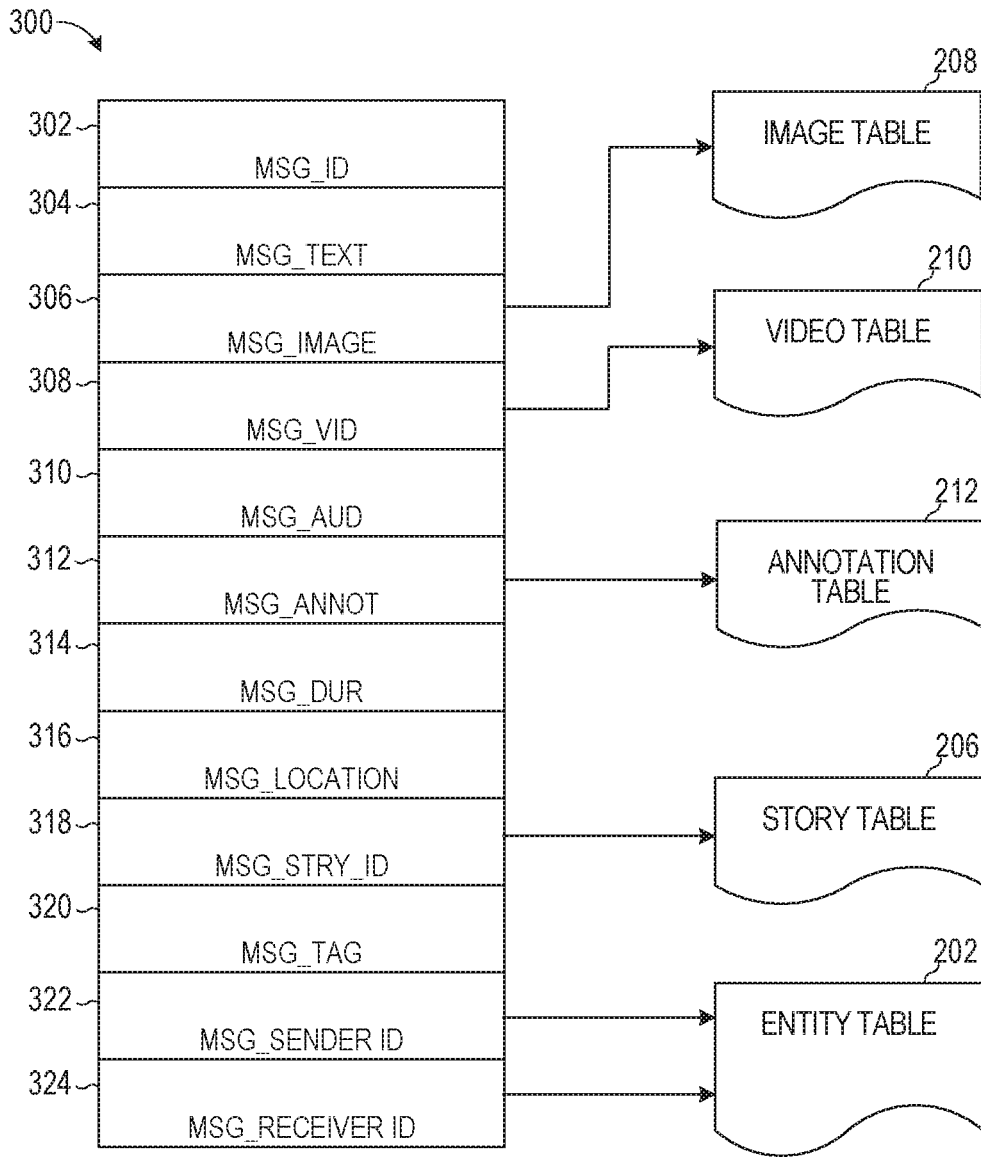 300
302
MSG_ID
304
MSG_TEXT
306
MSG_IMAGE
308
MSG_VID
310
MSG_AUD
312
MSG_ANNOT
314
MSG_DUR
316
MSG_LOCATION
318
MSG_STRY_ID
320
MSG_TAG
322
MSG_SENDER ID
324
MSG_RECEIVER ID
208
IMAGE TABLE
210
VIDEO TABLE
212
ANNOTATION
TABLE
206
STORY TABLE
202
ENTITY TABLE